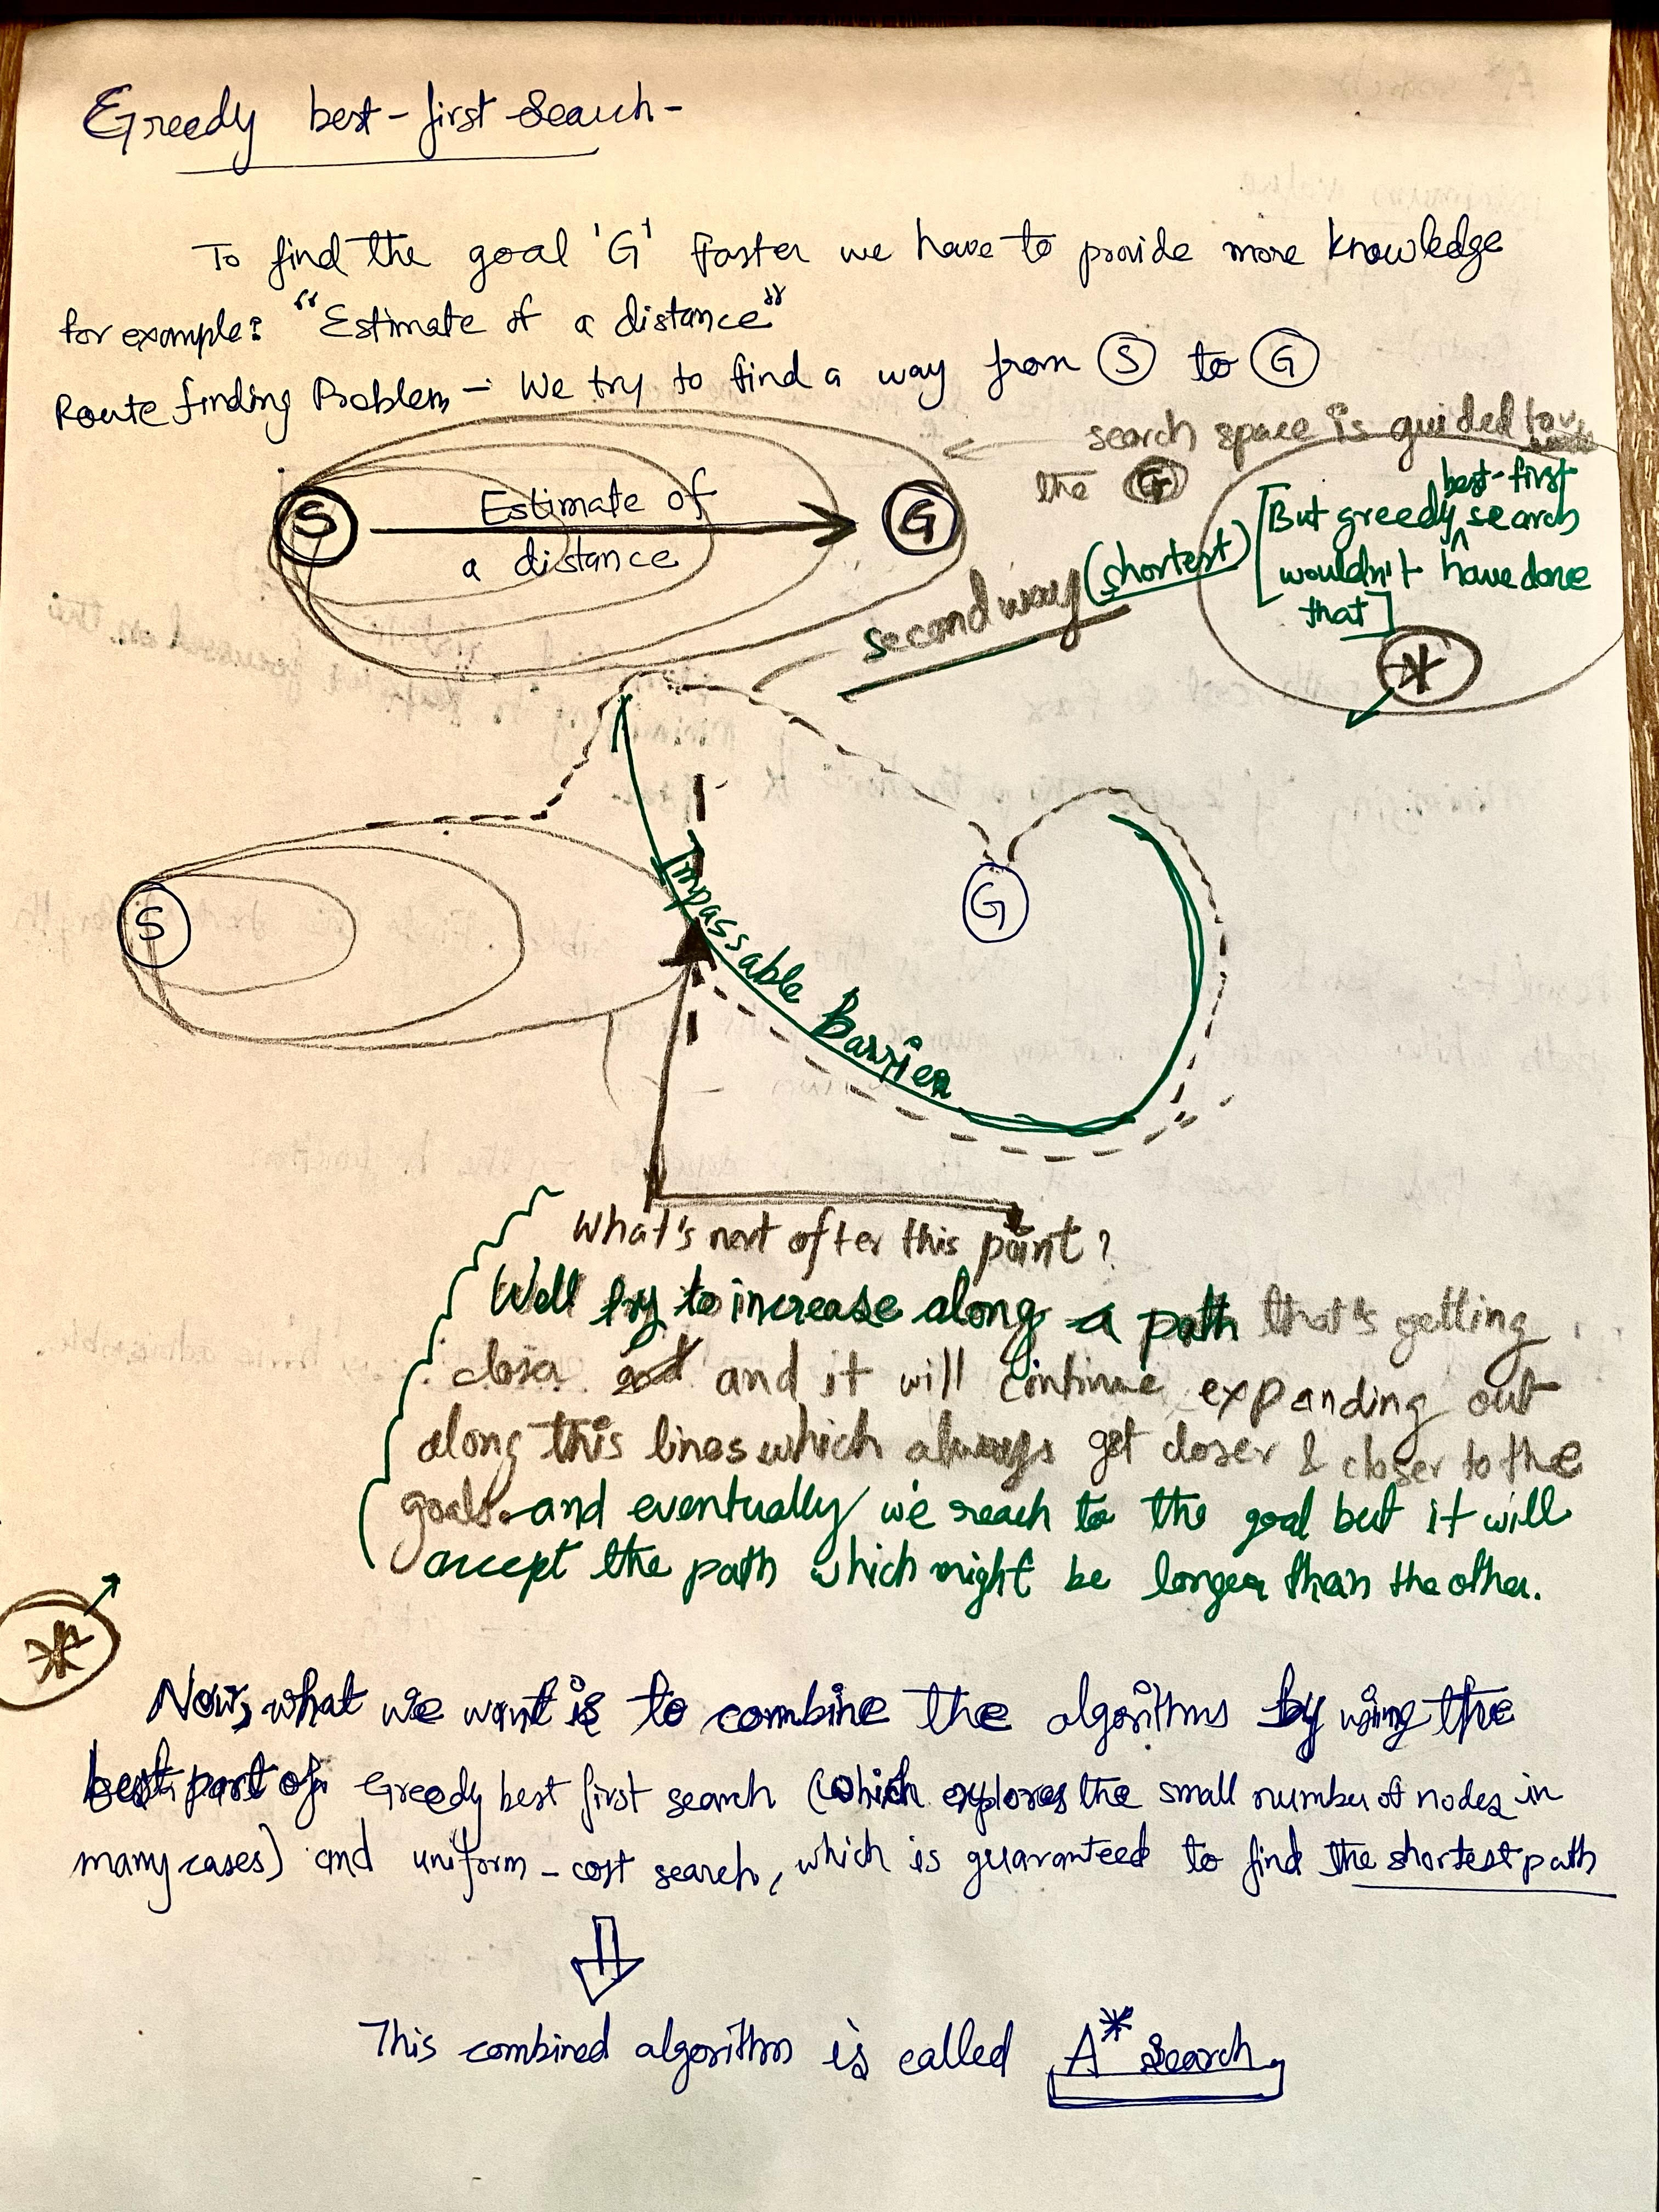 Greedy best-first-Search-
To find the goal 'G' faster we have to provide more knowledge
for example: "Estimate of a distance"
Route finding Problem - We try to find a way from S to G
search space is guided
the G
S Estimate of G
a distance
second way (shortest)
[But greedy best-first search
wouldn't have done
that]
*
S
G
Impassable Barrier
What's next after this point?
Well try to increase along a path that's getting
closer and it will continue expanding out
along this lines which always get closer & closer to the
goals. and eventually we reach to the goal but it will
accept the path which might be longer than the other.
*
Now, what we want is to combine the algorithms by using the
best part of Greedy best first search (which explores the small number of nodes in
many cases) and uniform-cost search, which is guaranteed to find the shortest path
This combined algorithm is called A* Search